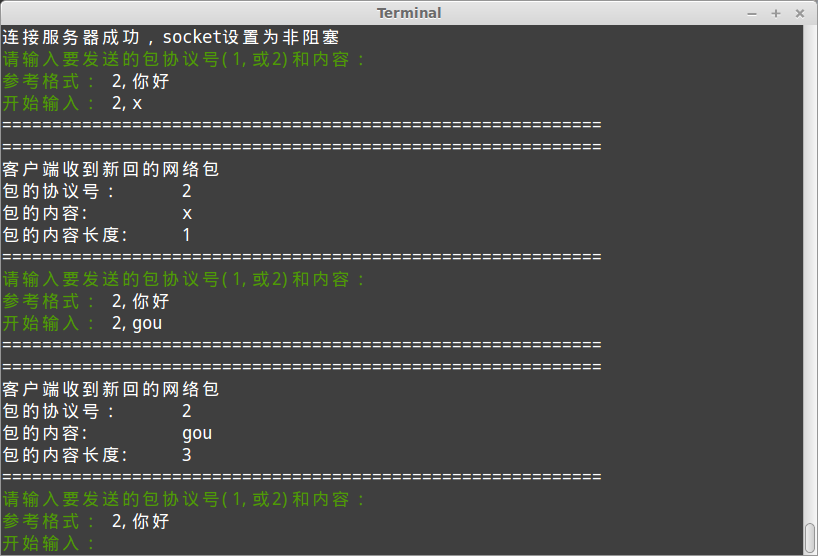 Terminal
连接服务器成功，socket设置为非阻塞
请输入要发送的包协议号(1,或2)和内容：
参考格式： 2,你好
开始输入： 2,x
============================================================
============================================================
客户端收到新回的网络包
包的协议号： 2
包的内容: x
包的内容长度: 1
============================================================
请输入要发送的包协议号(1,或2)和内容：
参考格式： 2,你好
开始输入： 2,gou
============================================================
============================================================
客户端收到新回的网络包
包的协议号： 2
包的内容: gou
包的内容长度: 3
============================================================
请输入要发送的包协议号(1,或2)和内容：
参考格式： 2,你好
开始输入：